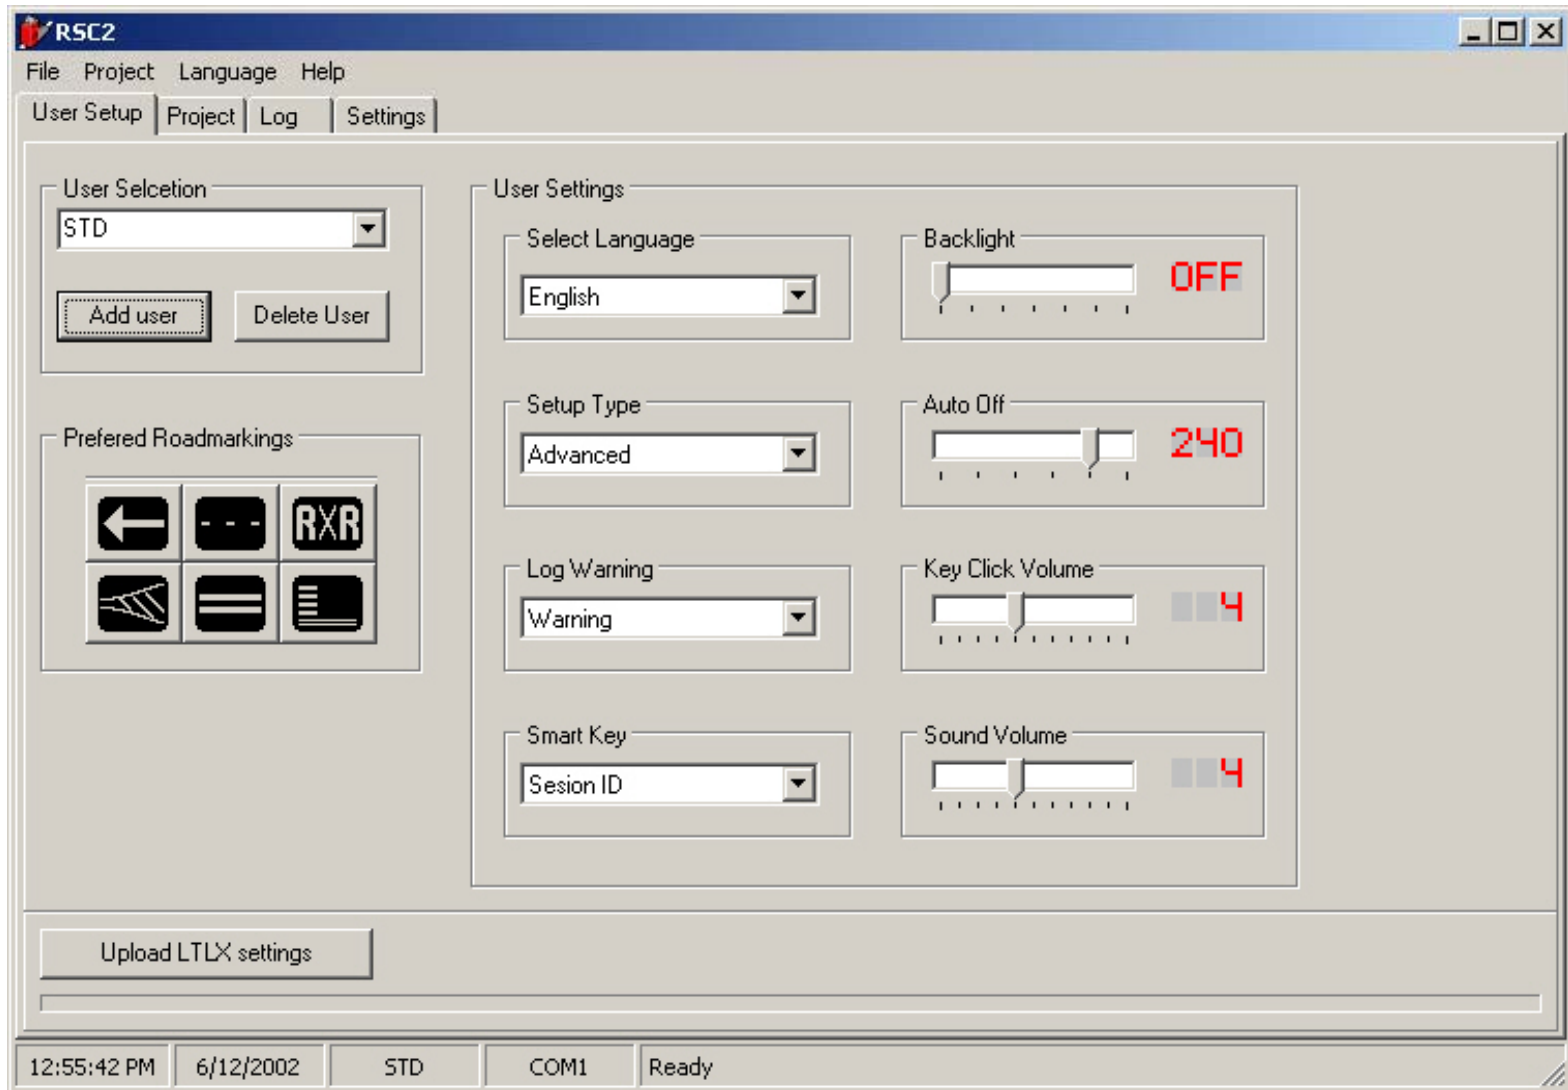 RSC2
File Project Language Help
User Setup Project Log Settings
User Selcetion
STD
Add user Delete User
Prefered Roadmarkings
RXR
User Settings
Select Language
English
Backlight
OFF
Setup Type
Advanced
Auto Off
240
Log Warning
Warning
Key Click Volume
4
Smart Key
Sesion ID
Sound Volume
4
Upload LTLX settings
12:55:42 PM 6/12/2002 STD COM1 Ready